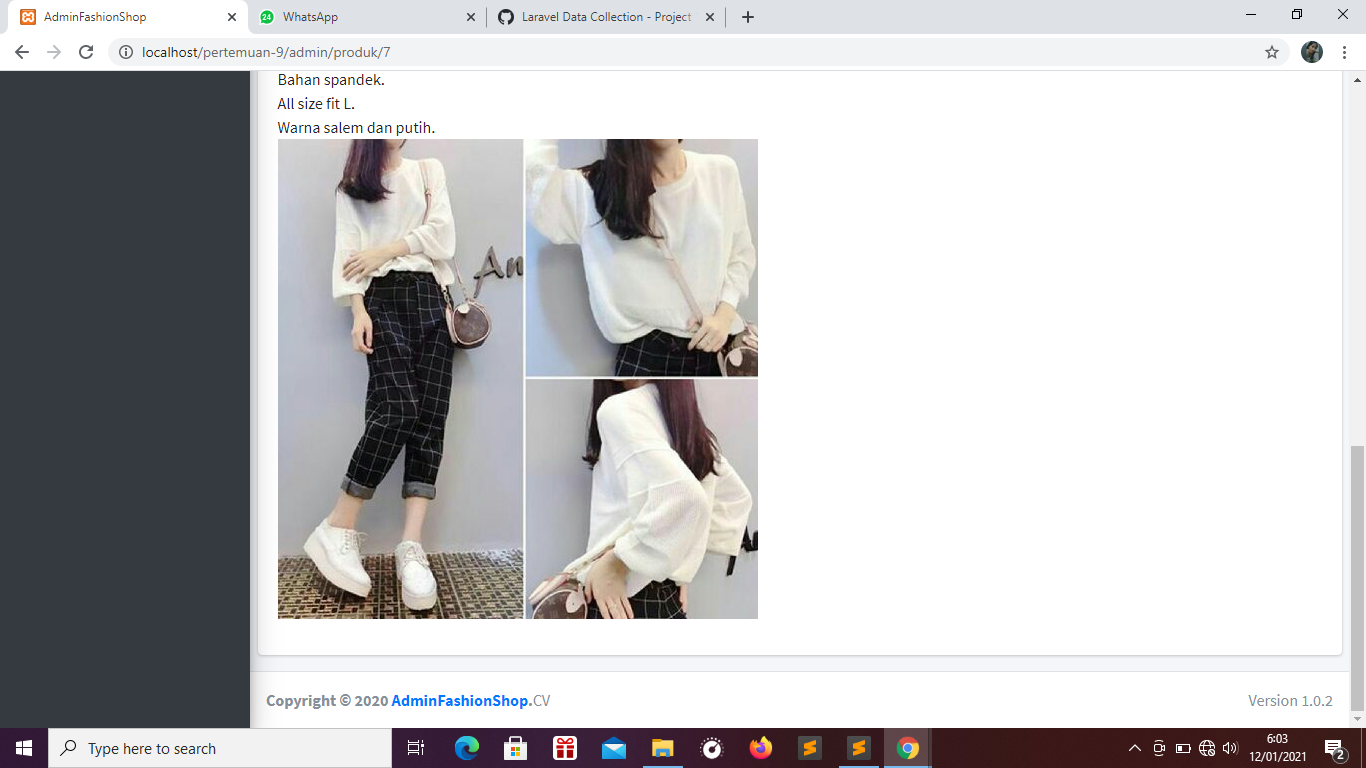 AdminFashionShop
WhatsApp
Laravel Data Collection - Project
localhost/pertemuan-9/admin/produk/7
Bahan spandek.
All size fit L.
Warna salem dan putih.
An
Copyright © 2020 AdminFashionShop.CV
Version 1.0.2
Type here to search
6:03
12/01/2021
2